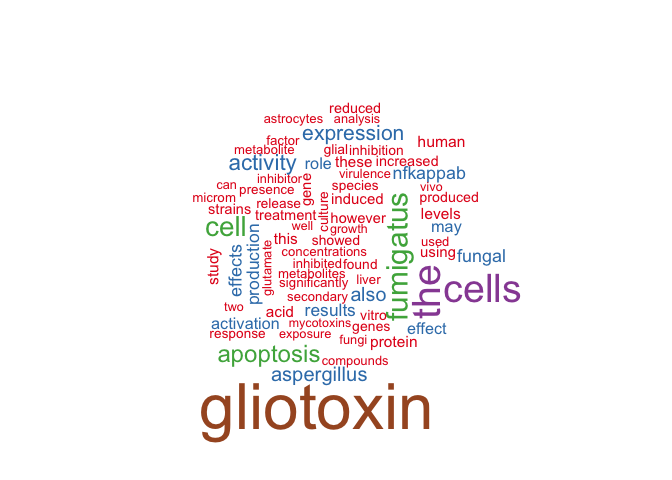 reduced
astrocytes analysis
expression
factor human
metabolite glial inhibition
activity role these increased
inhibitor virulence nfkappab
can presence gene species vivo
microm release culture induced produced
strains treatment however fumigatus levels
cell well growth may
this showed used
study effects production glutamate concentrations using fungal
inhibited found the
metabolites
significantly liver cells
secondary also
two acid results vitro
activation mycotoxins genes effect
response exposure fungi protein
apoptosis compounds
aspergillus
gliotoxin